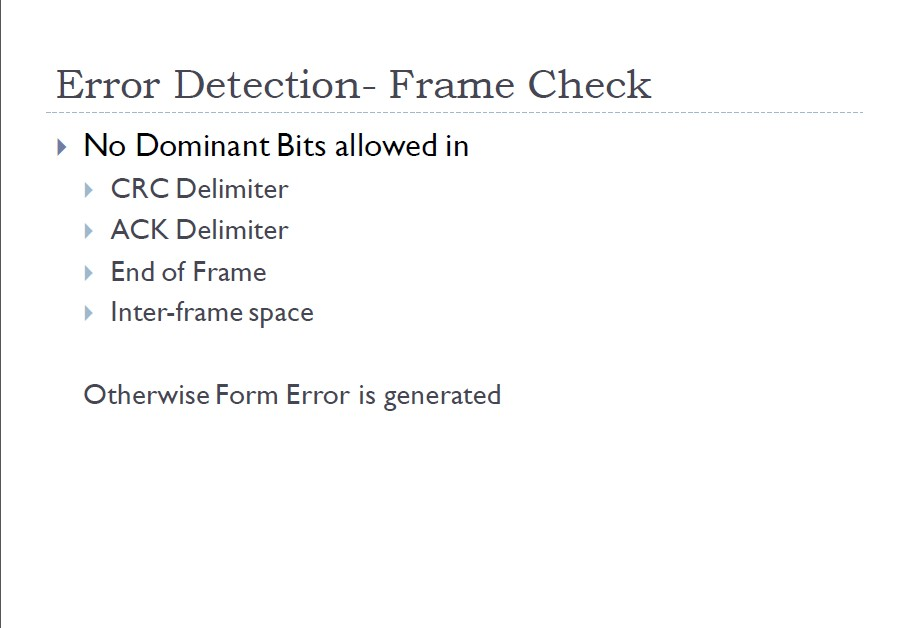 Error Detection- Frame Check
No Dominant Bits allowed in
CRC Delimiter
ACK Delimiter
End of Frame
Inter-frame space
Otherwise Form Error is generated